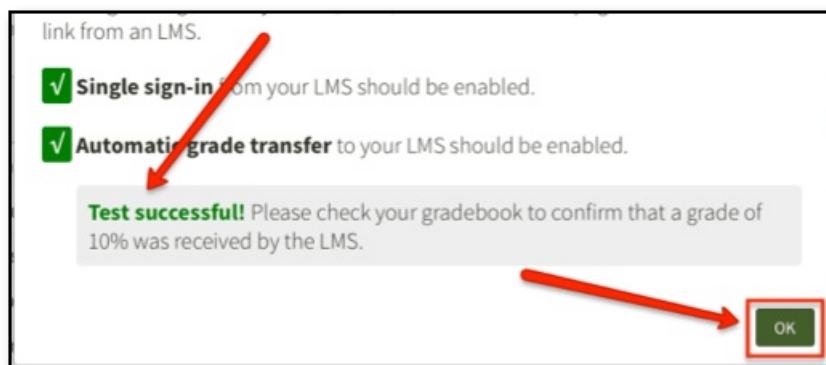 link from an LMS.
√ Single sign-in from your LMS should be enabled.
√ Automatic grade transfer to your LMS should be enabled.
Test successful! Please check your gradebook to confirm that a grade of
10% was received by the LMS.
OK